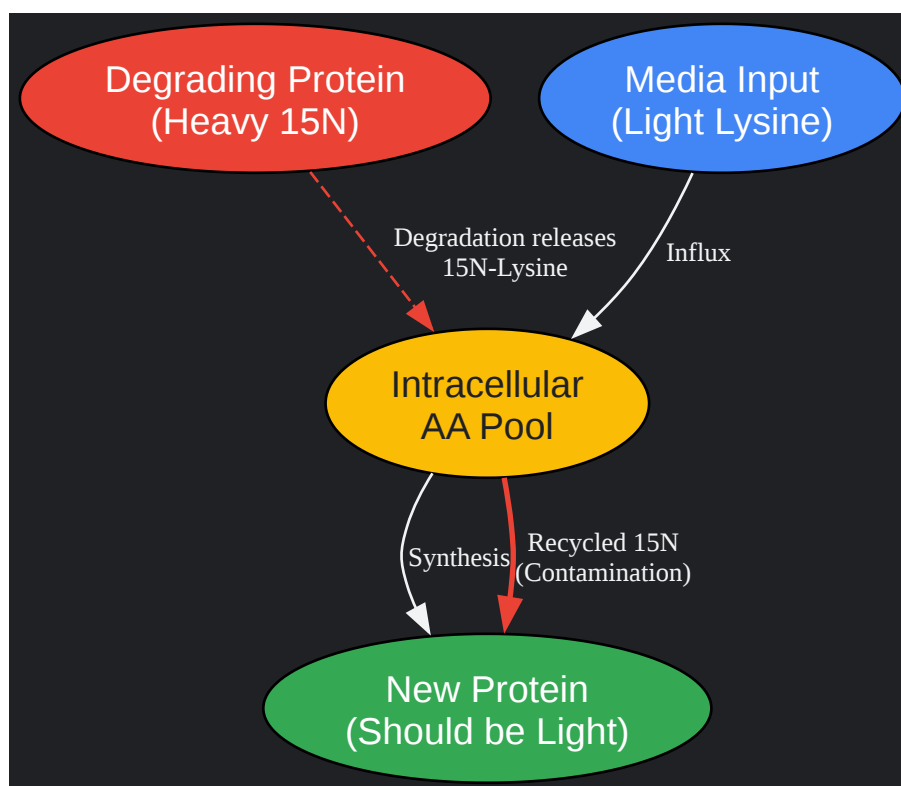 Degrading Protein
(Heavy 15N)
Media Input
(Light Lysine)
Degradation releases
15N-Lysine
Influx
Intracellular
AA Pool
Synthesis
Recycled 15N
(Contamination)
New Protein
(Should be Light)